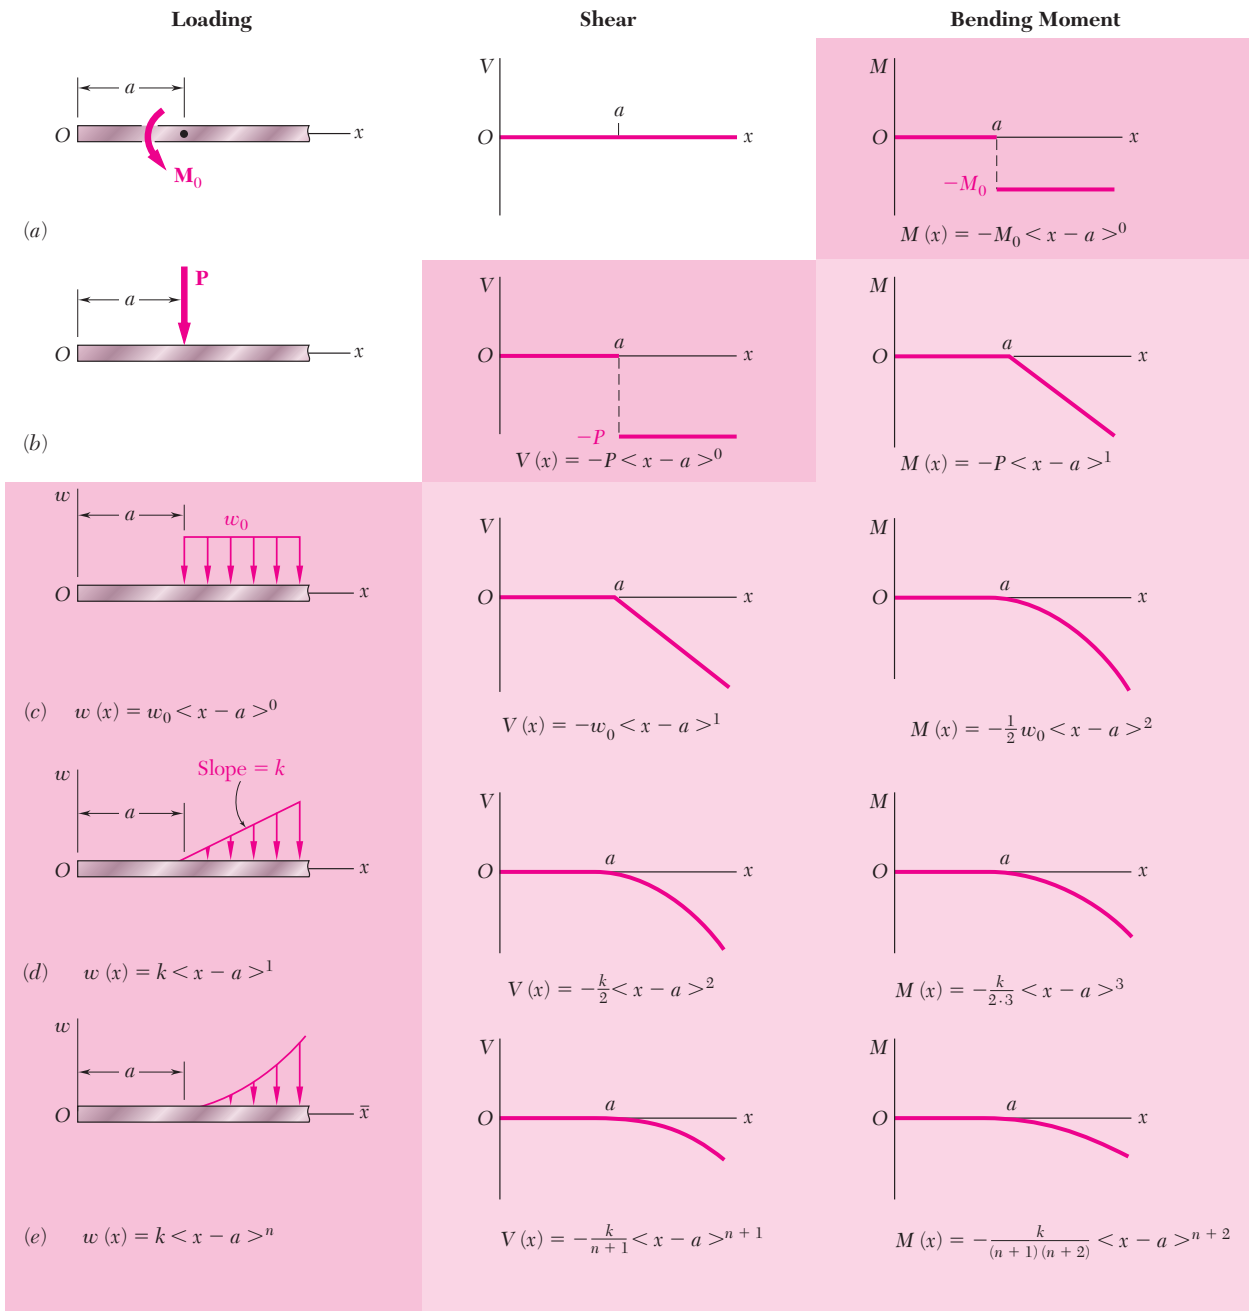 Loading Shear Bending Moment
a
O x
M₀
(a)
V
a
O x
M
a
O x
−M₀
M (x) = −M₀ < x − a >⁰
P
a
O x
(b)
V
a
O x
−P
V (x) = −P < x − a >⁰
M
a
O x
M (x) = −P < x − a >¹
w
a
w₀
O x
(c) w (x) = w₀ < x − a >⁰
V
a
O x
V (x) = −w₀ < x − a >¹
M
a
O x
M (x) = −½ w₀ < x − a >²
w
Slope = k
a
O x
(d) w (x) = k < x − a >¹
V
a
O x
V (x) = −k/2 < x − a >²
M
a
O x
M (x) = −k/2·3 < x − a >³
w
a
O x̄
(e) w (x) = k < x − a >ⁿ
V
a
O x
V (x) = −k/n + 1 < x − a >ⁿ ⁺ ¹
M
a
O x
M (x) = −k/(n + 1) (n + 2) < x − a >ⁿ ⁺ ²